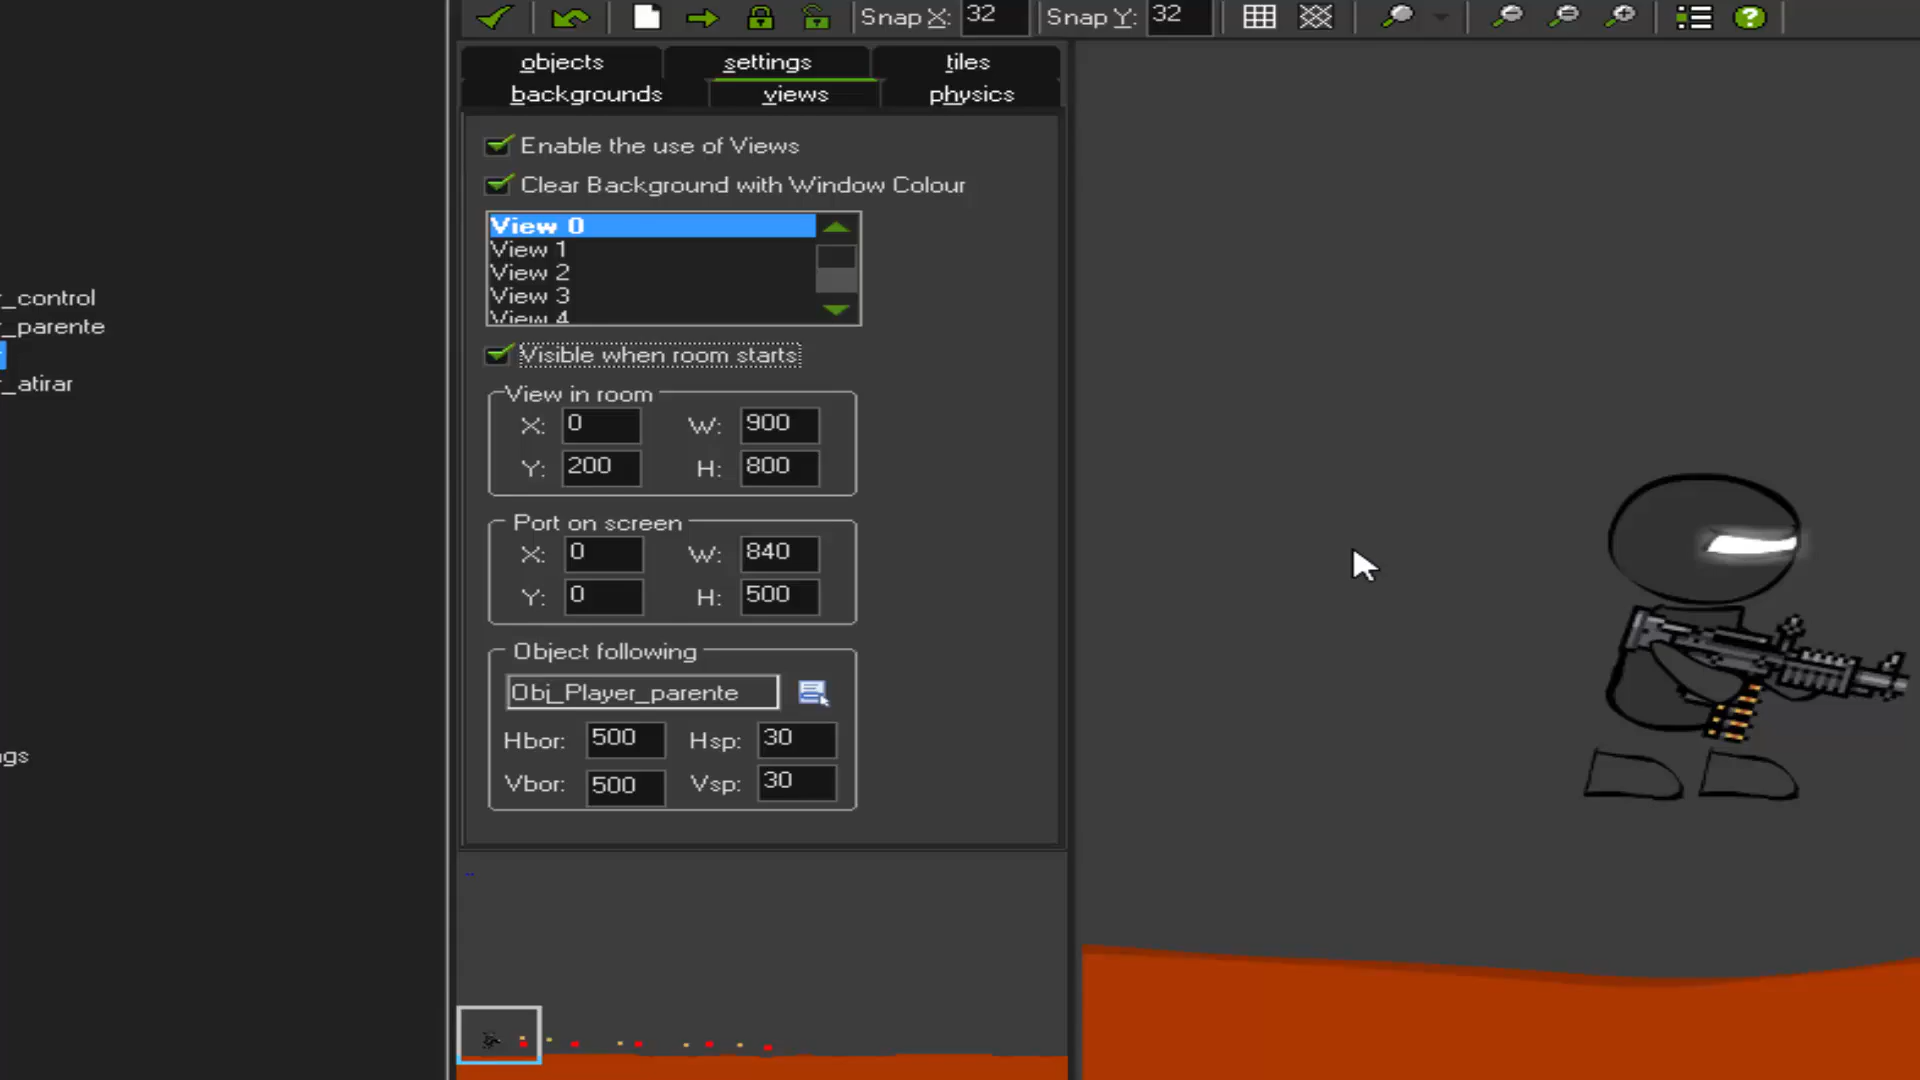 Snap X: 32 Snap Y: 32
objects settings tiles
backgrounds views physics
Enable the use of Views
Clear Background with Window Colour
View 0
View 1
View 2
View 3
View 4
_control
_parente
_atirar
Visible when room starts
View in room
X: 0 W: 900
Y: 200 H: 800
Port on screen
X: 0 W: 840
Y: 0 H: 500
Object following
Obj_Player_parente
Hbor: 500 Hsp: 30
Vbor: 500 Vsp: 30
gs